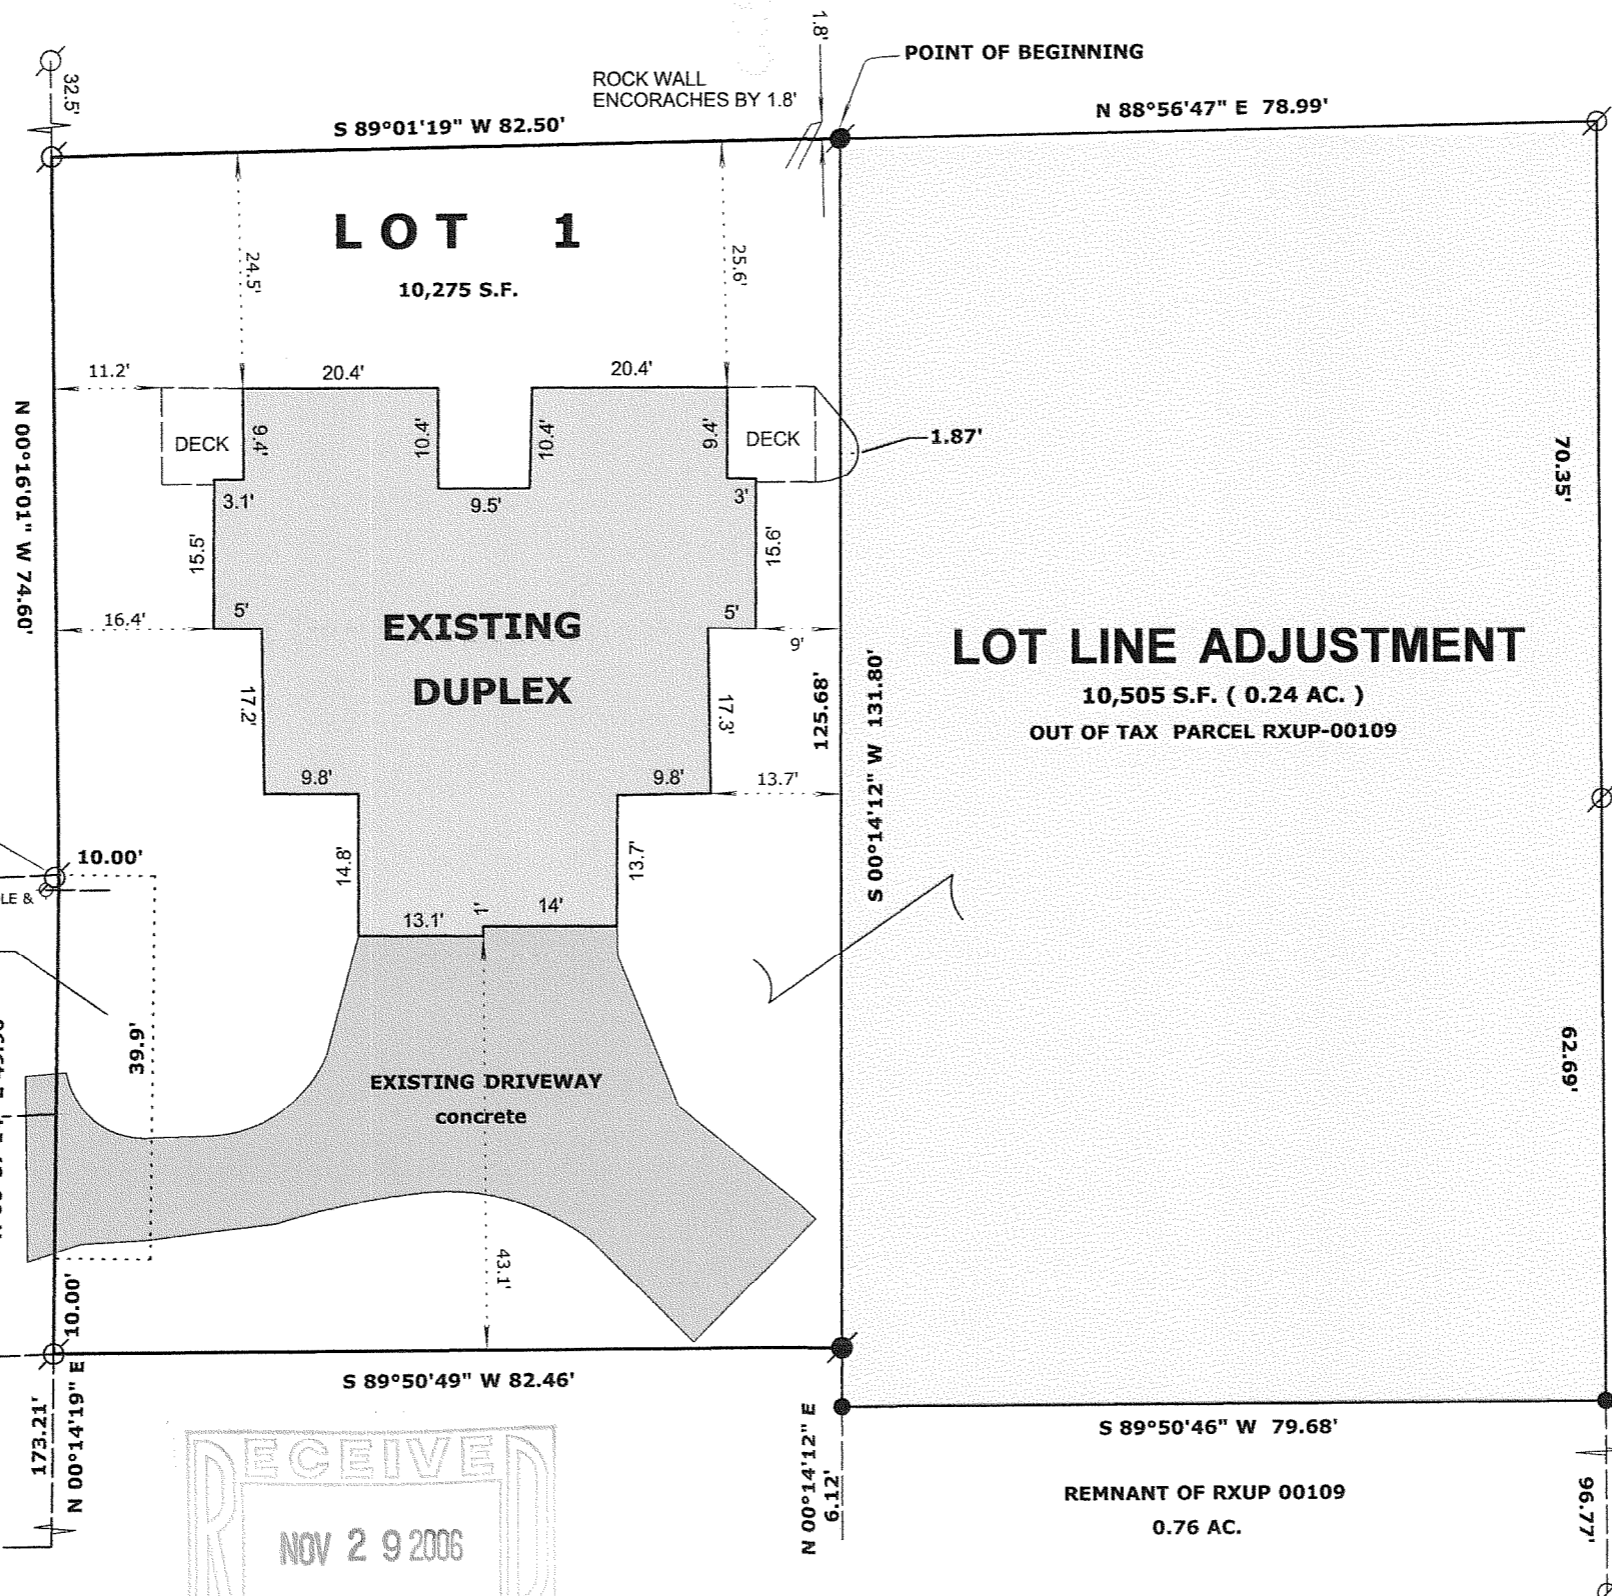 1.8'
POINT OF BEGINNING
32.5'
ROCK WALL
ENCORACHES BY 1.8'
S 89°01'19" W 82.50'
N 88°56'47" E 78.99'
LOT 1
10,275 S.F.
24.5'
25.6'
11.2'
20.4'
20.4'
DECK
9.4'
10.4'
10.4'
9.4'
DECK
1.87'
3.1'
9.5'
3'
N 00°16'01" W 74.60'
70.35'
15.5'
15.6'
16.4'
5'
EXISTING
DUPLEX
5'
9'
LOT LINE ADJUSTMENT
10,505 S.F. ( 0.24 AC. )
OUT OF TAX PARCEL RXUP-00109
17.2'
17.3'
125.68'
S 00°14'12" W 131.80'
9.8'
9.8'
13.7'
10.00'
LE &
14.8'
13.7'
13.1'
1'
14'
39.9'
62.69'
EXISTING DRIVEWAY
concrete
43.1'
10.00'
N 00°14'19" E
173.21'
S 89°50'49" W 82.46'
N 00°14'12" E
6.12'
S 89°50'46" W 79.68'
REMNANT OF RXUP 00109
0.76 AC.
96.77'
RECEIVED
NOV 29 2006